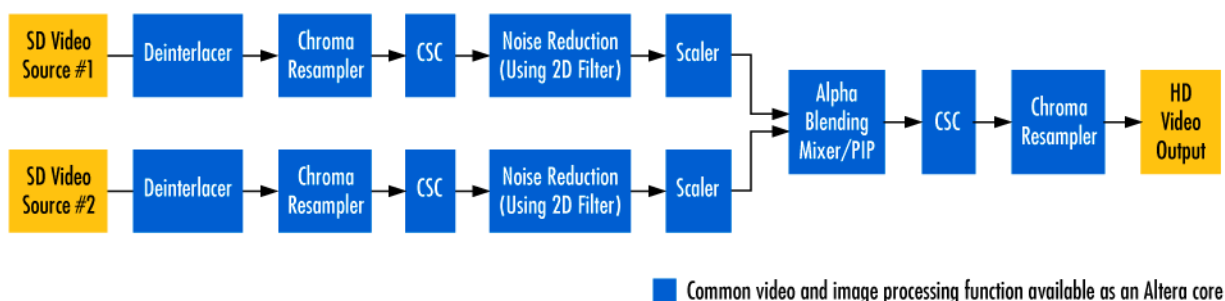 SD Video
Source #1
Deinterlacer
Chroma
Resampler
CSC
Noise Reduction
(Using 2D Filter)
Scaler
SD Video
Source #2
Deinterlacer
Chroma
Resampler
CSC
Noise Reduction
(Using 2D Filter)
Scaler
Alpha
Blending
Mixer/PIP
CSC
Chroma
Resampler
HD
Video
Output
Common video and image processing function available as an Altera core